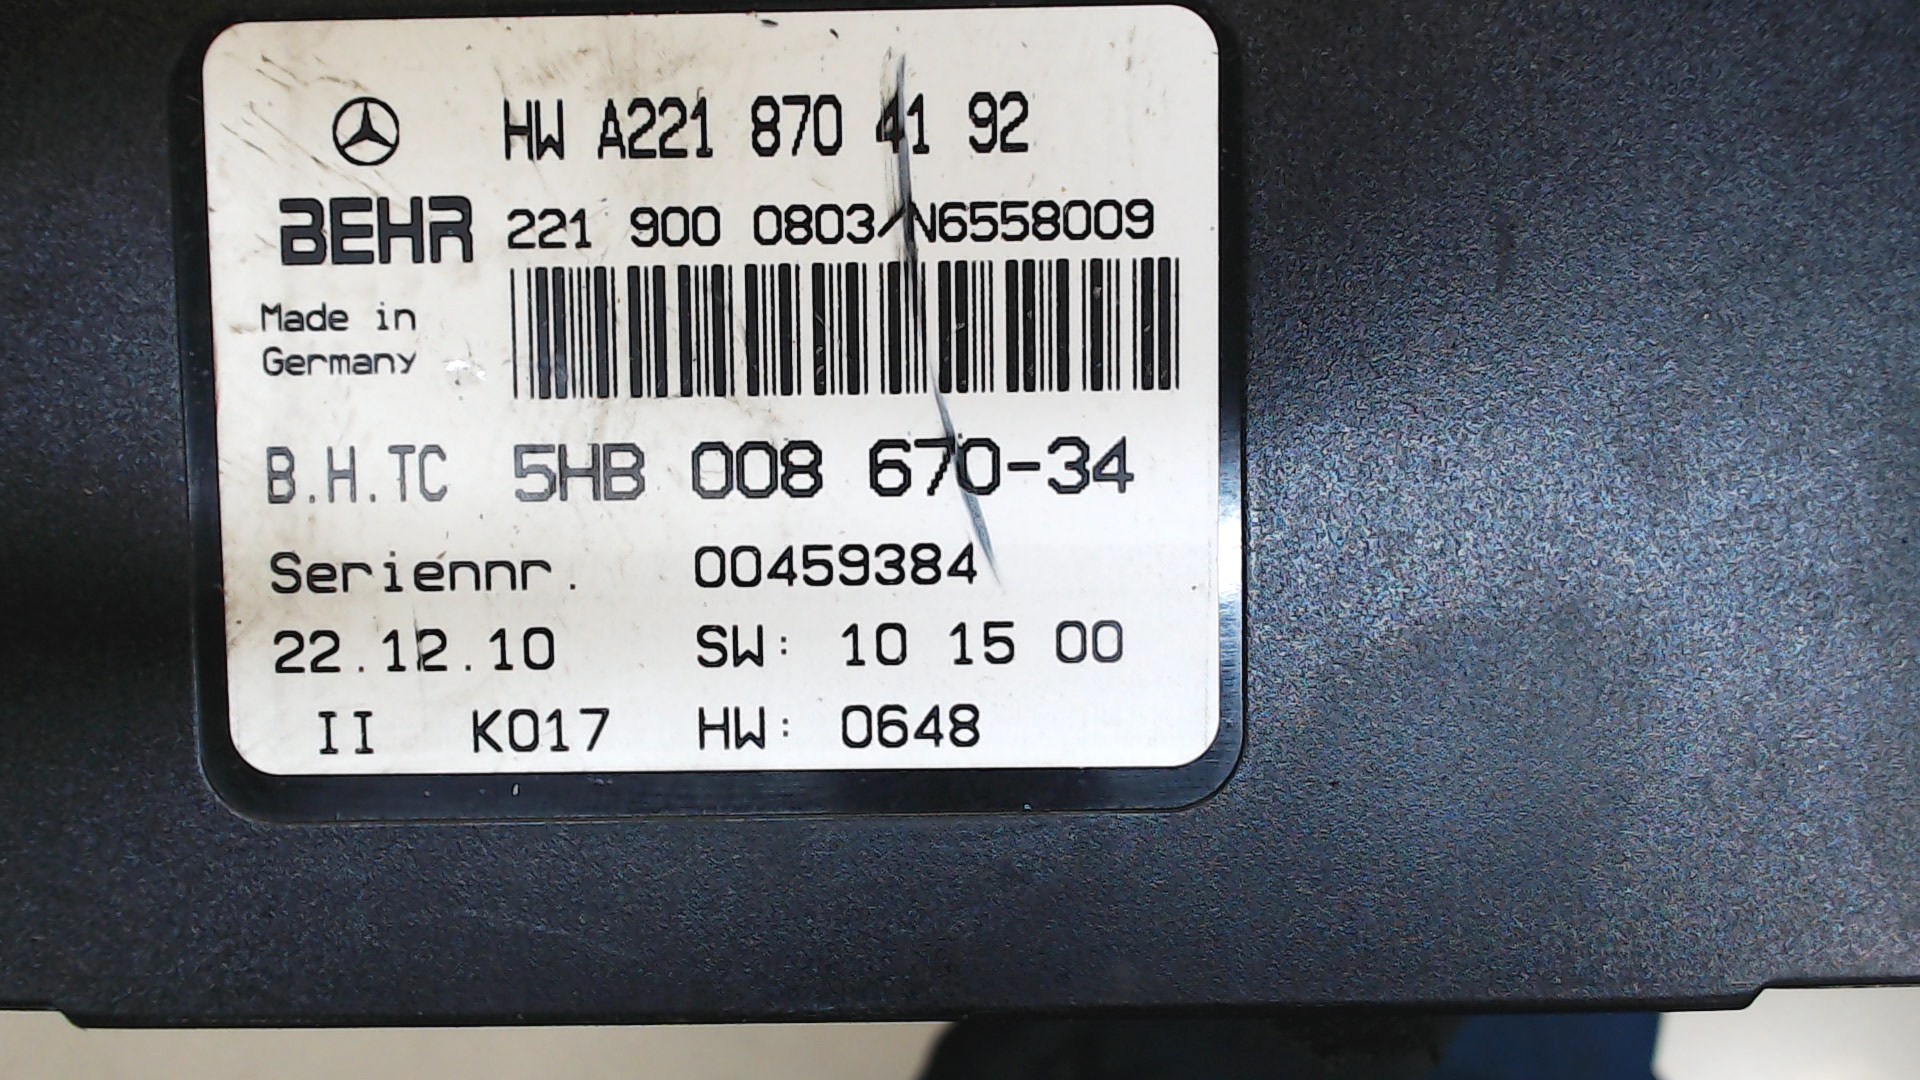 HW A221 870 41 92
BEHR 221 900 0803/N6558009
Made in
Germany
B.H.TC 5HB 008 670-34
Seriennr. 00459384
22.12.10 SW: 10 15 00
II K017 HW: 0648